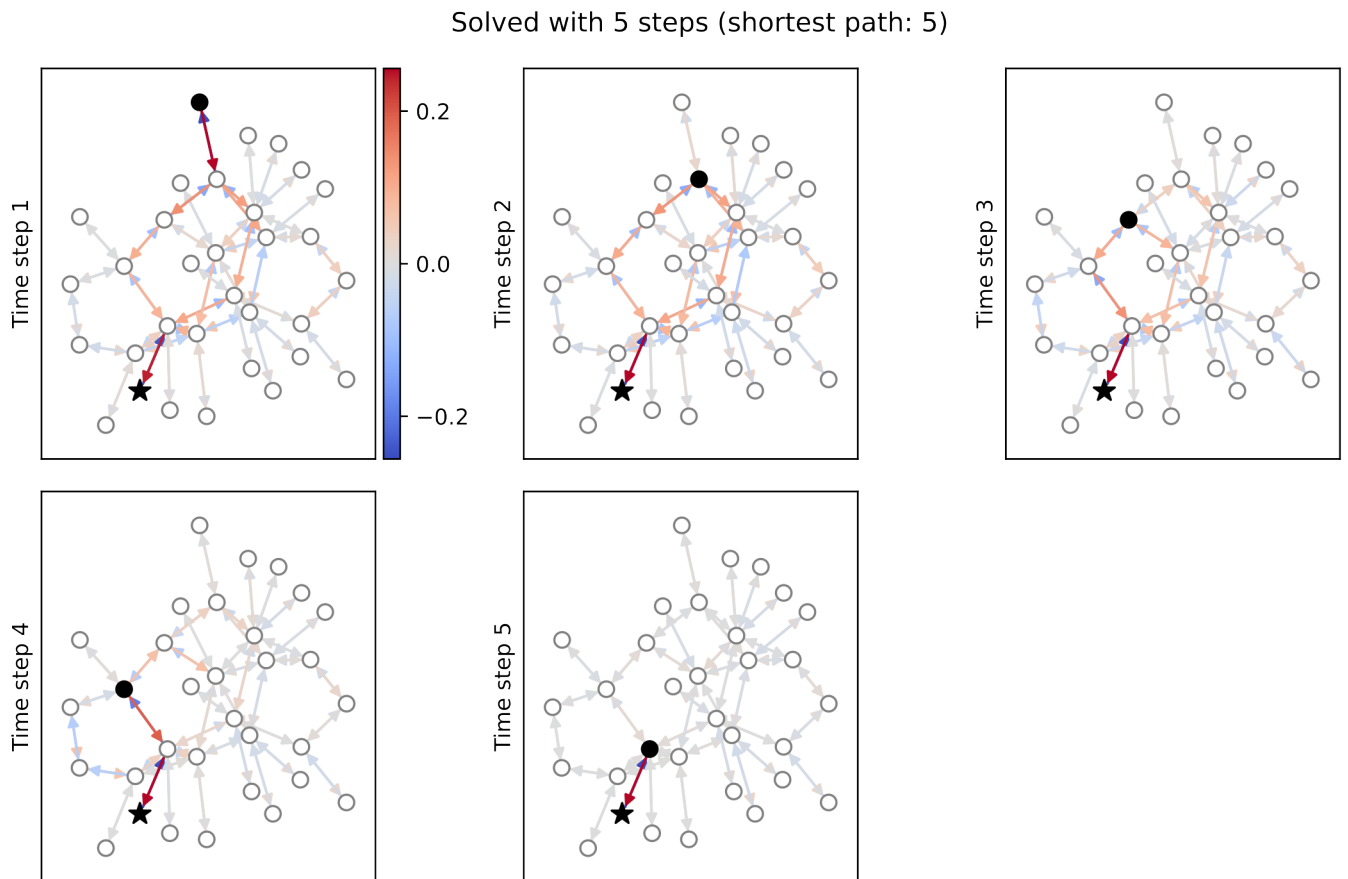 Solved with 5 steps (shortest path: 5)
Time step 1
0.2
0.0
−0.2
Time step 2
Time step 3
Time step 4
Time step 5